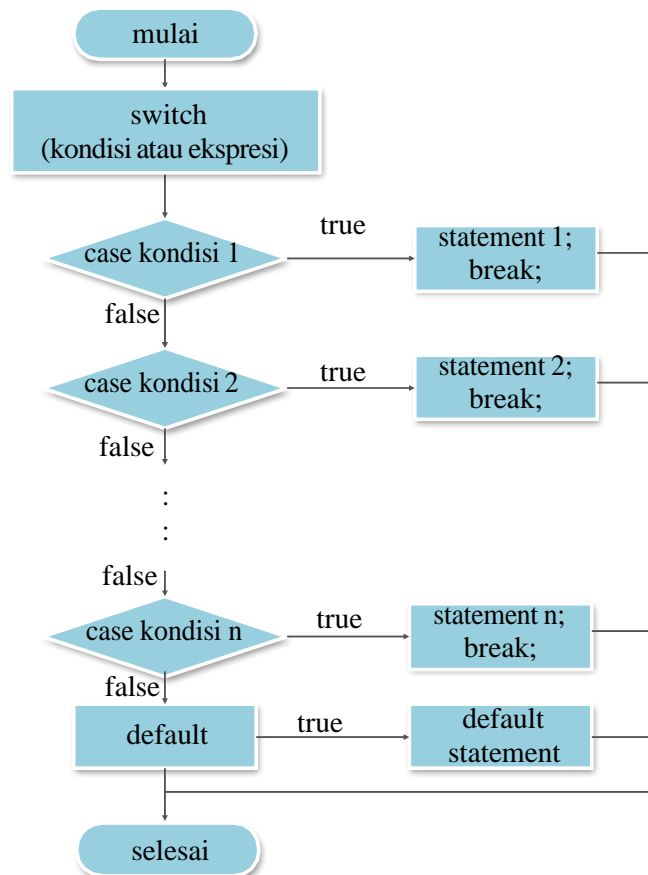 mulai
switch
(kondisi atau ekspresi)
true
case kondisi 1
statement 1;
break;
false
case kondisi 2
true
statement 2;
break;
false
:
:
false
case kondisi n
true
statement n;
break;
false
default
true
default
statement
selesai